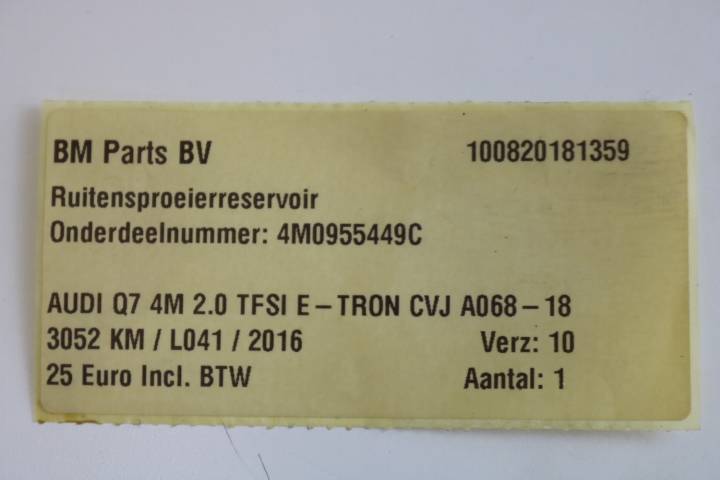 BM Parts BV 100820181359
Ruitensproeierreservoir
Onderdeelnummer: 4M0955449C
AUDI Q7 4M 2.0 TFSI E-TRON CVJ A068-18
3052 KM / L041 / 2016 Verz: 10
25 Euro Incl. BTW Aantal: 1